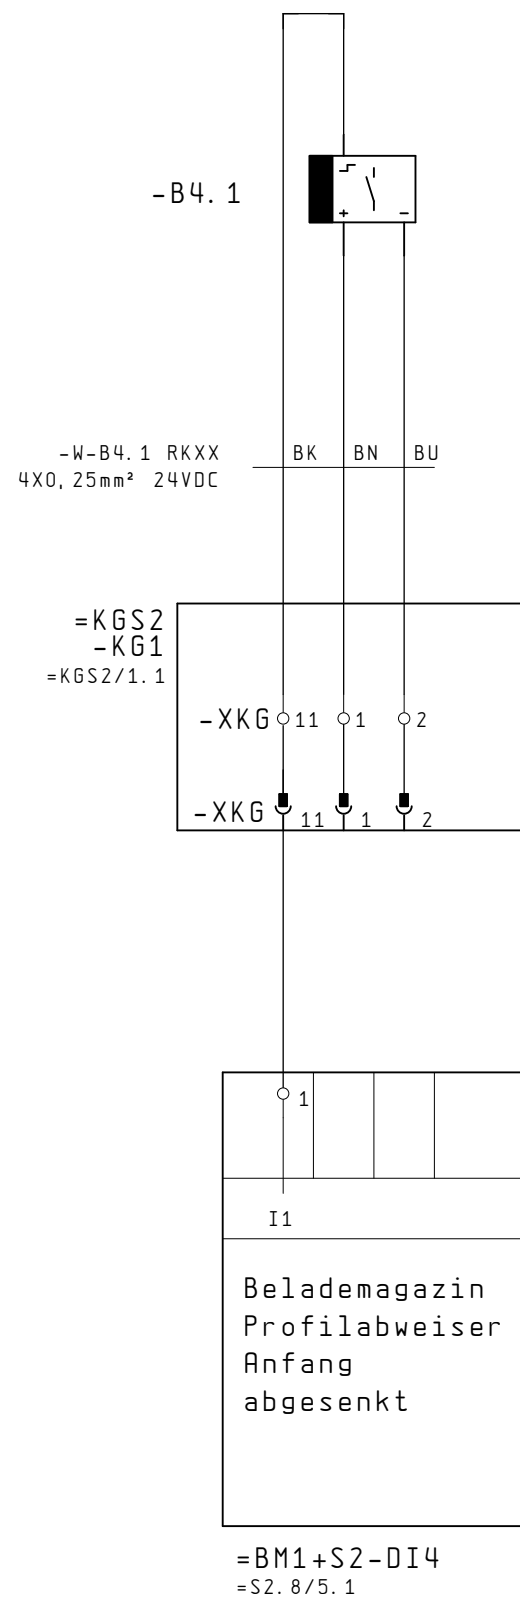 -B4.1
+ -
-W-B4.1 RKXX
4X0,25mm² 24VDC
BK BN BU
=KGS2
-KG1
=KGS2/1.1
-XKG 11 1 2
-XKG 11 1 2
1
I1
Belademagazin
Profilabweiser
Anfang
abgesenkt
=BM1+S2-DI4
=S2.8/5.1